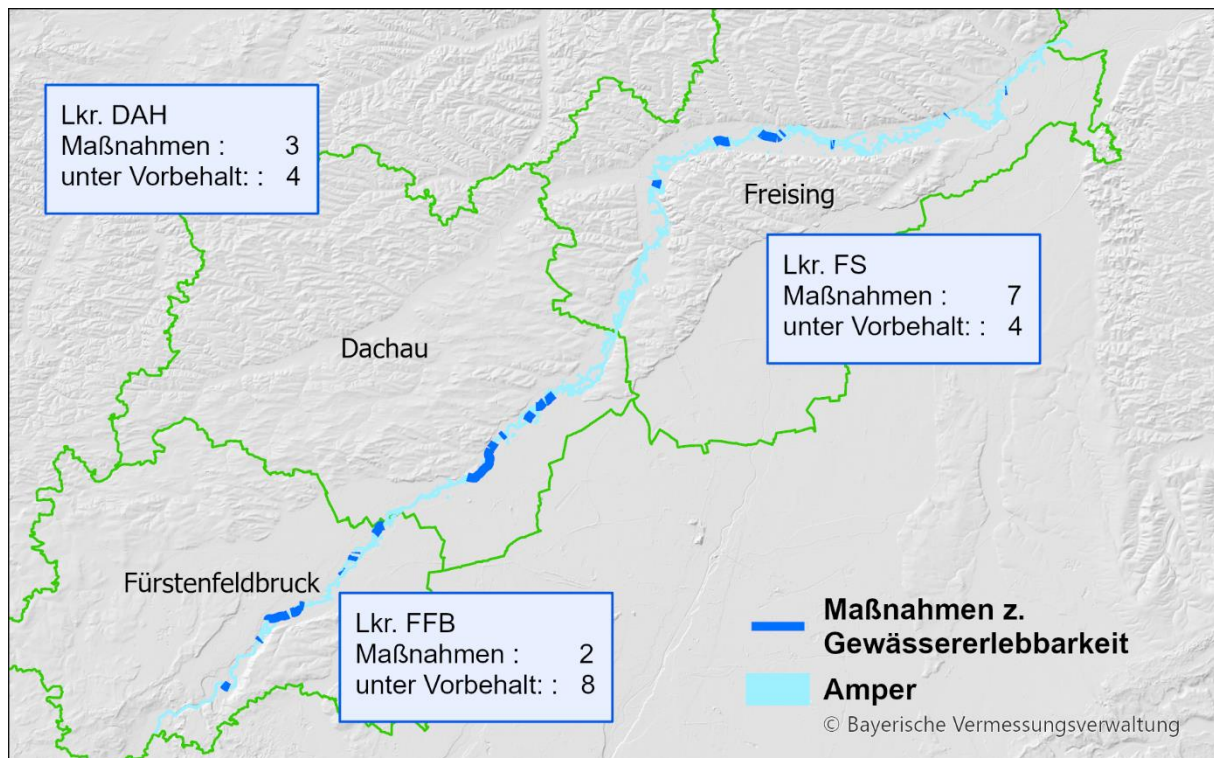 Lkr. DAH
Maßnahmen : 3
unter Vorbehalt: : 4
Freising
Lkr. FS
Maßnahmen : 7
unter Vorbehalt: : 4
Dachau
Fürstenfeldbruck
Lkr. FFB
Maßnahmen : 2
unter Vorbehalt: : 8
Maßnahmen z.
Gewässererlebbarkeit
Amper
© Bayerische Vermessungsverwaltung